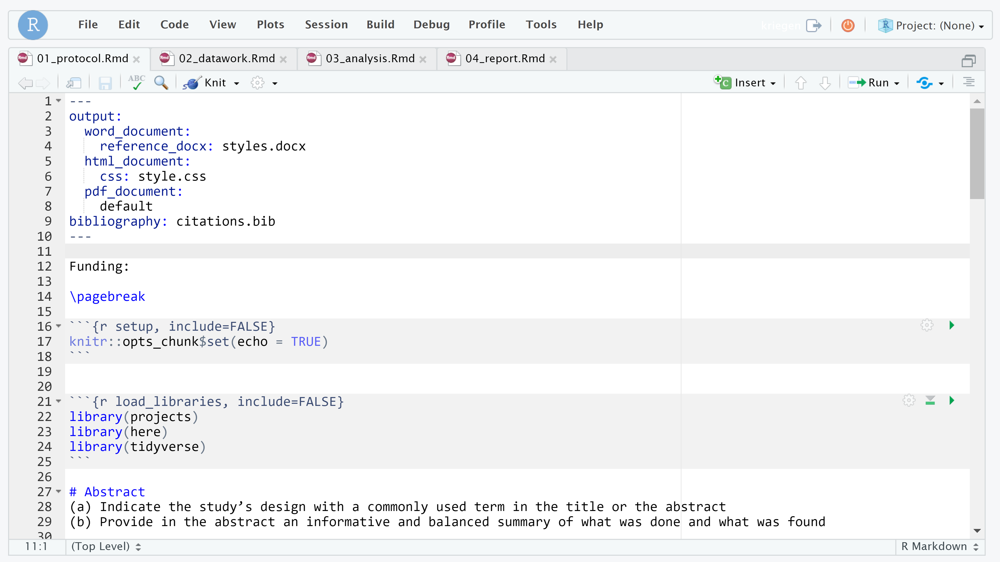 R File Edit Code View Plots Session Build Debug Profile Tools Help kriegen R Project: (None)
Rmd 01_protocol.Rmd × Rmd 02_datawork.Rmd × Rmd 03_analysis.Rmd × Rmd 04_report.Rmd ×
ABC Knit C Insert Run
1 ---
2 output:
3   word_document:
4     reference_docx: styles.docx
5   html_document:
6     css: style.css
7   pdf_document:
8     default
9 bibliography: citations.bib
10 ---
11
12 Funding:
13
14 \pagebreak
15
16 ```{r setup, include=FALSE}
17 knitr::opts_chunk$set(echo = TRUE)
18 ```
19
20
21 ```{r load_libraries, include=FALSE}
22 library(projects)
23 library(here)
24 library(tidyverse)
25 ```
26
27 # Abstract
28 (a) Indicate the study’s design with a commonly used term in the title or the abstract
29 (b) Provide in the abstract an informative and balanced summary of what was done and what was found
30
11:1 (Top Level) R Markdown